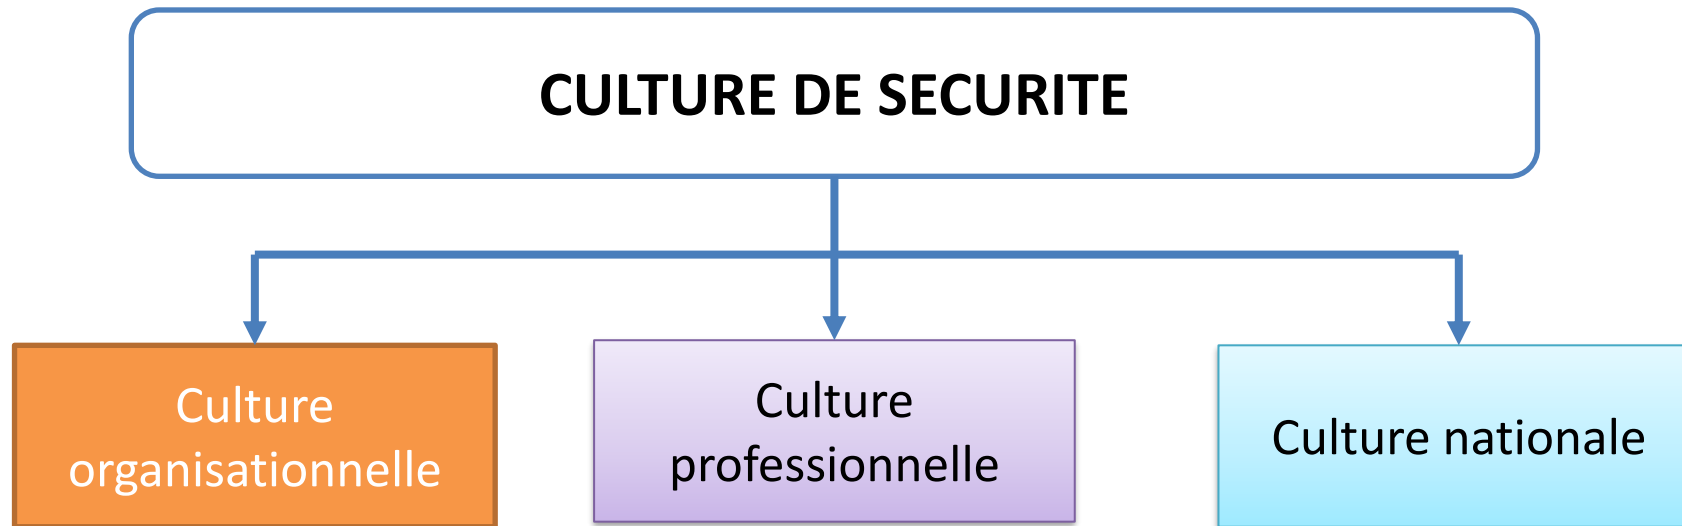 CULTURE DE SECURITE
Culture
organisationnelle
Culture
professionnelle
Culture nationale